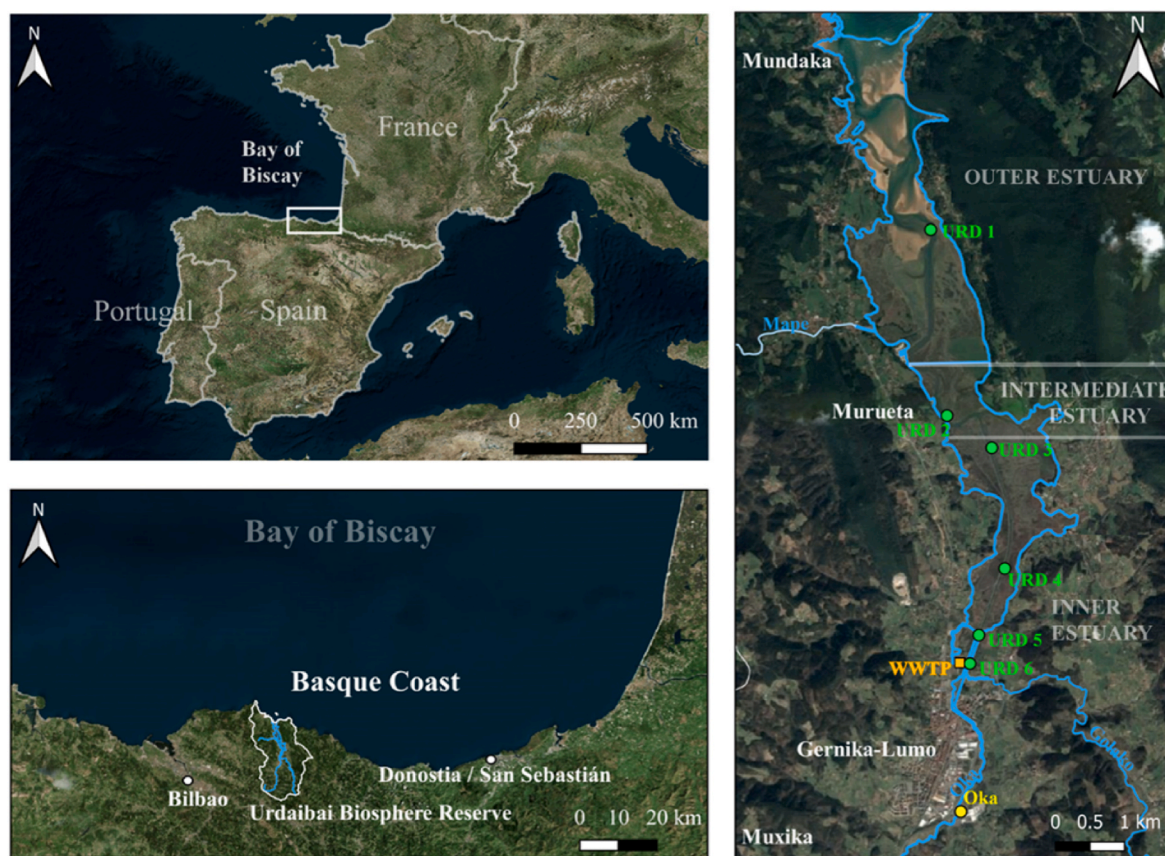 N
France
Bay of
Biscay
Portugal
Spain
0 250 500 km
N
Bay of Biscay
Basque Coast
Donostia / San Sebastián
Bilbao
Urdaibai Biosphere Reserve
0 10 20 km
N
Mundaka
OUTER ESTUARY
URD 1
Mape
INTERMEDIATE
ESTUARY
Murueta
URD 2
URD 3
URD 4
INNER
ESTUARY
URD 5
WWTP
URD 6
Gernika-Lumo
Oka
Oka
Muxika
0 0.5 1 km